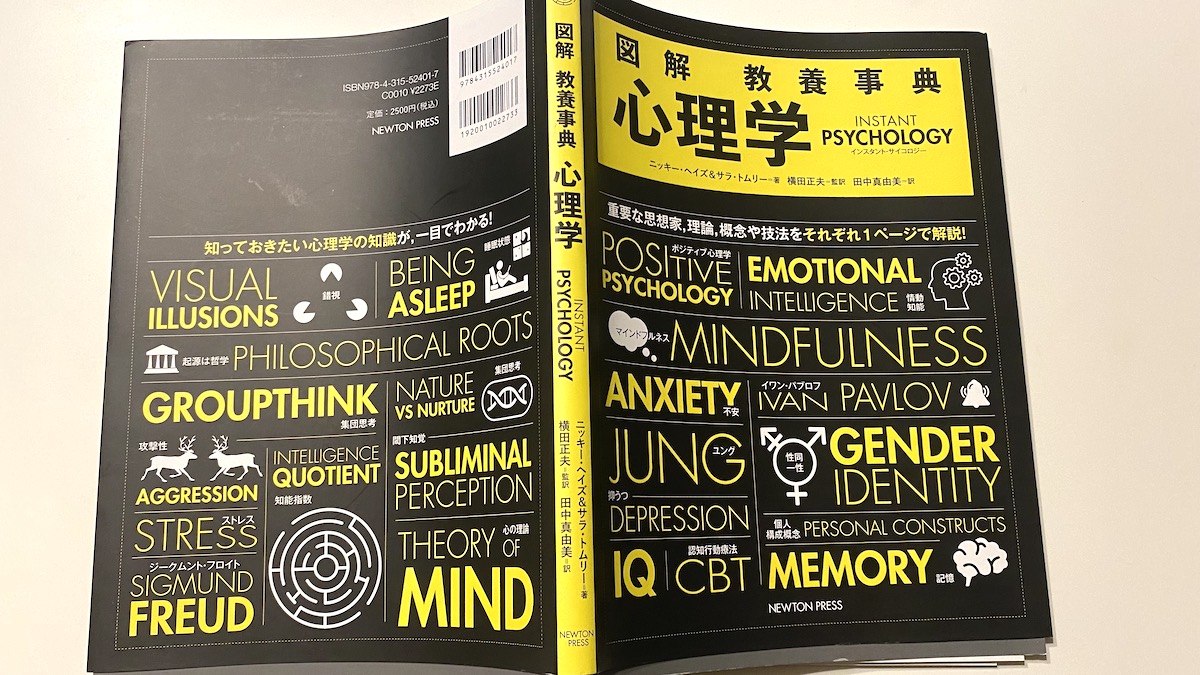 ISBN978-4-315-52401-7
C0010 ¥2273E
定価：2500円(税込)
NEWTON PRESS
9784315524017
1920010022733
知っておきたい心理学の知識が,一目でわかる!
VISUAL
ILLUSIONS
錯視
BEING
ASLEEP
睡眠状態
起源は哲学
PHILOSOPHICAL ROOTS
GROUPTHINK
集団思考
NATURE
VS NURTURE
集団思考
攻撃性
AGGRESSION
INTELLIGENCE
QUOTIENT
知能指数
閾下知覚
SUBLIMINAL
PERCEPTION
STRESS
ストレス
ジークムント・フロイト
SIGMUND
FREUD
THEORY OF
心の理論
MIND
図解 教養事典 心理学 INSTANT PSYCHOLOGY
ニッキー・ヘイズ&サラ・トムリー=著
横田正夫=監訳 田中真由美=訳
NEWTON
PRESS
図解 教養事典
心理学
INSTANT
PSYCHOLOGY
インスタント・サイコロジー
ニッキー・ヘイズ&サラ・トムリー=著 横田正夫=監訳 田中真由美=訳
重要な思想家,理論,概念や技法をそれぞれ1ページで解説!
ポジティブ心理学
POSITIVE
PSYCHOLOGY
EMOTIONAL
INTELLIGENCE
情動
知能
マインドフルネス
MINDFULNESS
ANXIETY
不安
イワン・パブロフ
IVAN PAVLOV
JUNG
ユング
性同
一性
GENDER
IDENTITY
抑うつ
DEPRESSION
個人
構成概念
PERSONAL CONSTRUCTS
IQ
認知行動療法
CBT
MEMORY
記憶
NEWTON PRESS